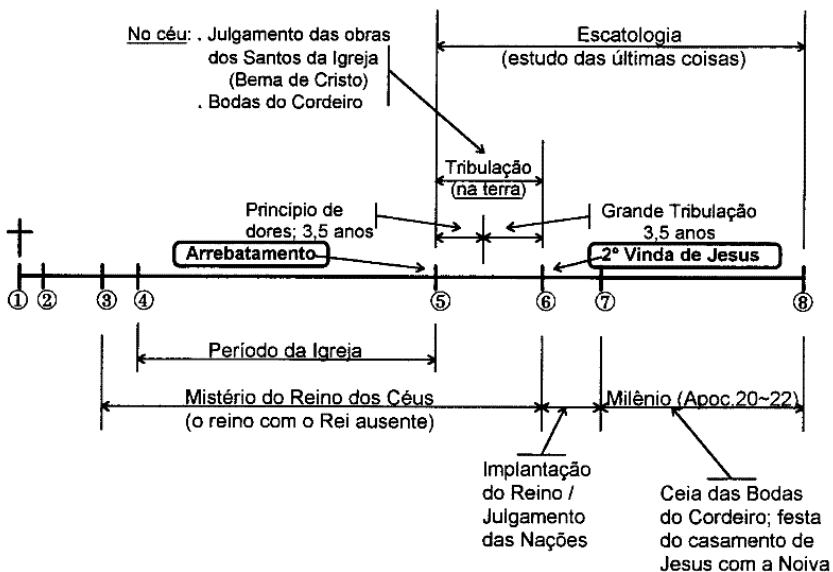 No céu: . Julgamento das obras
dos Santos da Igreja
(Bema de Cristo)
. Bodas do Cordeiro
Escatologia
(estudo das últimas coisas)
Tribulação
(na terra)
Princípio de
dores; 3,5 anos
Grande Tribulação
3,5 anos
Arrebatamento
2º Vinda de Jesus
① ② ③ ④ ⑤ ⑥ ⑦ ⑧
Período da Igreja
Mistério do Reino dos Céus
(o reino com o Rei ausente)
Milênio (Apoc.20~22)
Implantação
do Reino /
Julgamento
das Nações
Ceia das Bodas
do Cordeiro; festa
do casamento de
Jesus com a Noiva